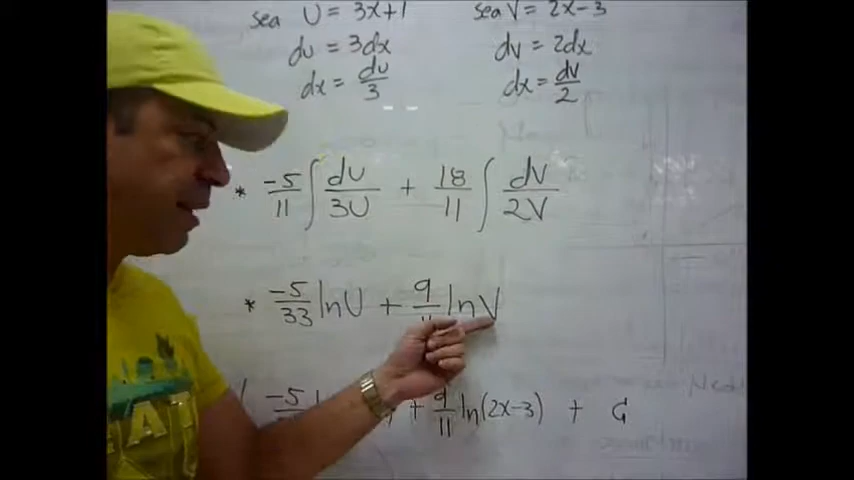 sea U = 3x+1 sea V = 2x-3
du = 3dx dv = 2dx
dx = du/3 dx = dv/2
* -5/11 ∫ du/3U + 18/11 ∫ dv/2V
* -5/33 lnU + 9/11 lnV
-5 + 9/11 ln(2x-3) + C